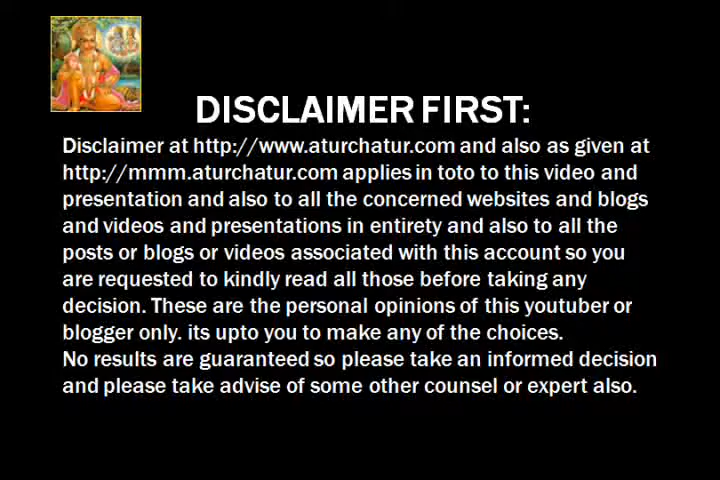 DISCLAIMER FIRST:
Disclaimer at http://www.aturchatur.com and also as given at
http://mmm.aturchatur.com applies in toto to this video and
presentation and also to all the concerned websites and blogs
and videos and presentations in entirety and also to all the
posts or blogs or videos associated with this account so you
are requested to kindly read all those before taking any
decision. These are the personal opinions of this youtuber or
blogger only. its upto you to make any of the choices.
No results are guaranteed so please take an informed decision
and please take advise of some other counsel or expert also.